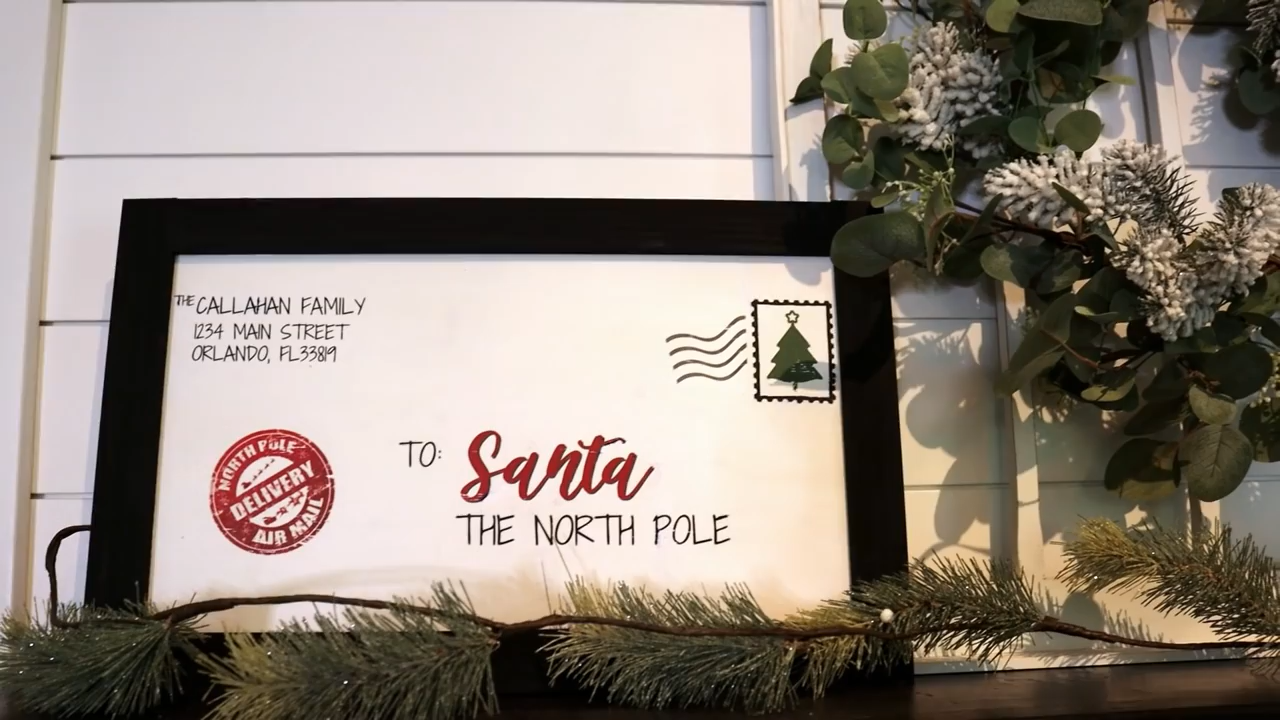 THE CALLAHAN FAMILY
1234 MAIN STREET
ORLANDO, FL 33819
NORTH POLE
DELIVERY
AIR MAIL
TO: Santa
THE NORTH POLE